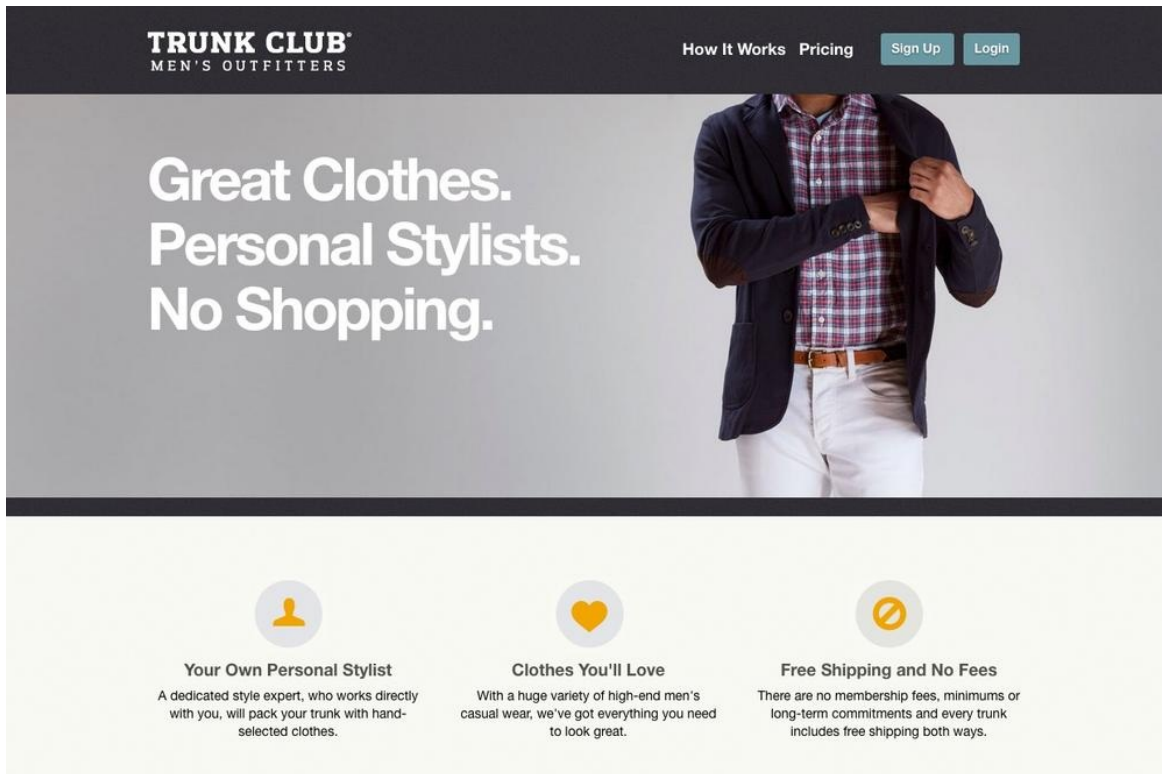 TRUNK CLUB®
MEN'S OUTFITTERS
How It Works Pricing Sign Up Login
Great Clothes.
Personal Stylists.
No Shopping.
Your Own Personal Stylist
A dedicated style expert, who works directly
with you, will pack your trunk with hand-
selected clothes.
Clothes You'll Love
With a huge variety of high-end men's
casual wear, we've got everything you need
to look great.
Free Shipping and No Fees
There are no membership fees, minimums or
long-term commitments and every trunk
includes free shipping both ways.